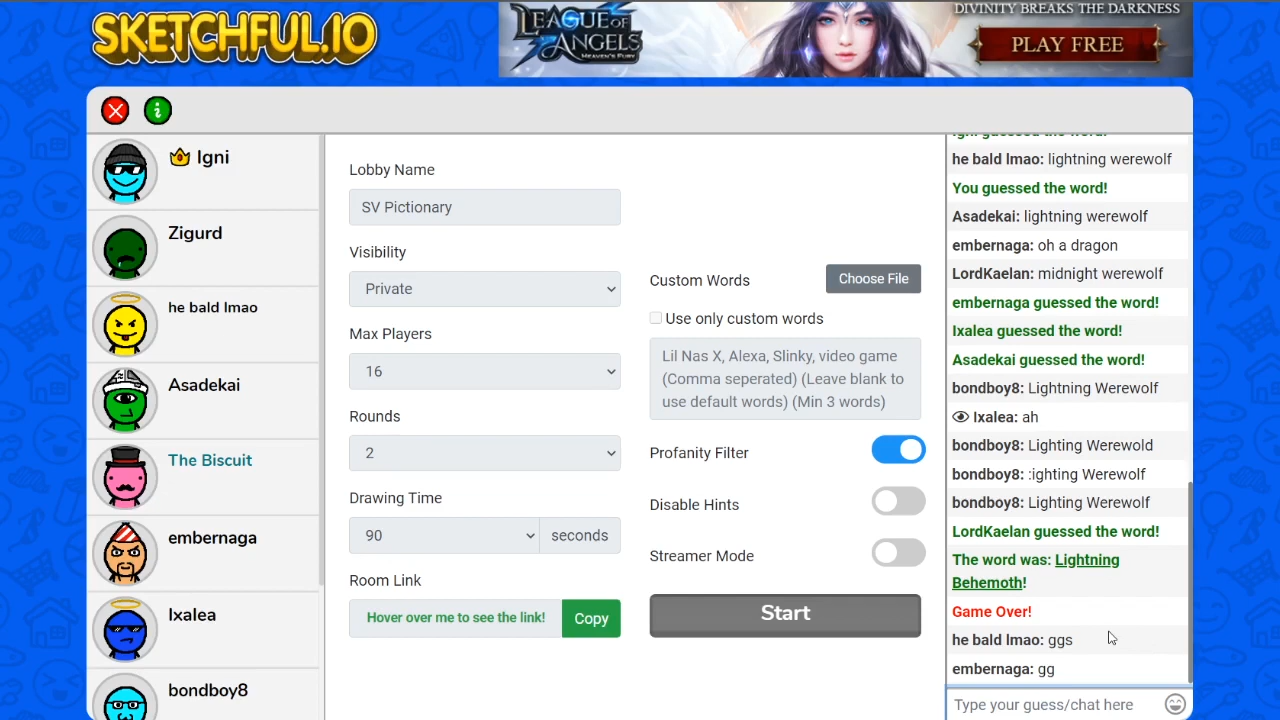 SKETCHFUL.IO
LEAGUE OF
ANGELS
HEAVEN'S FURY
DIVINITY BREAKS THE DARKNESS
PLAY FREE
Igni
Zigurd
he bald lmao
Asadekai
The Biscuit
embernaga
Ixalea
bondboy8
Lobby Name
SV Pictionary
Visibility
Private
Max Players
16
Rounds
2
Drawing Time
90 seconds
Room Link
Hover over me to see the link! Copy
Custom Words Choose File
Use only custom words
Lil Nas X, Alexa, Slinky, video game
(Comma seperated) (Leave blank to
use default words) (Min 3 words)
Profanity Filter
Disable Hints
Streamer Mode
Start
Igni guessed the word!
he bald lmao: lightning werewolf
You guessed the word!
Asadekai: lightning werewolf
embernaga: oh a dragon
LordKaelan: midnight werewolf
embernaga guessed the word!
Ixalea guessed the word!
Asadekai guessed the word!
bondboy8: Lightning Werewolf
Ixalea: ah
bondboy8: Lighting Werewold
bondboy8: :ighting Werewolf
bondboy8: Lighting Werewolf
LordKaelan guessed the word!
The word was: Lightning
Behemoth!
Game Over!
he bald lmao: ggs
embernaga: gg
Type your guess/chat here